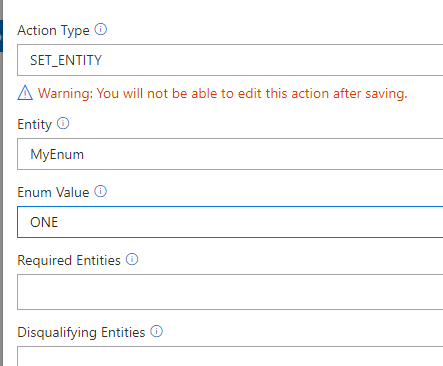 Action Type
SET_ENTITY
Warning: You will not be able to edit this action after saving.
Entity
MyEnum
Enum Value
ONE
Required Entities
Disqualifying Entities